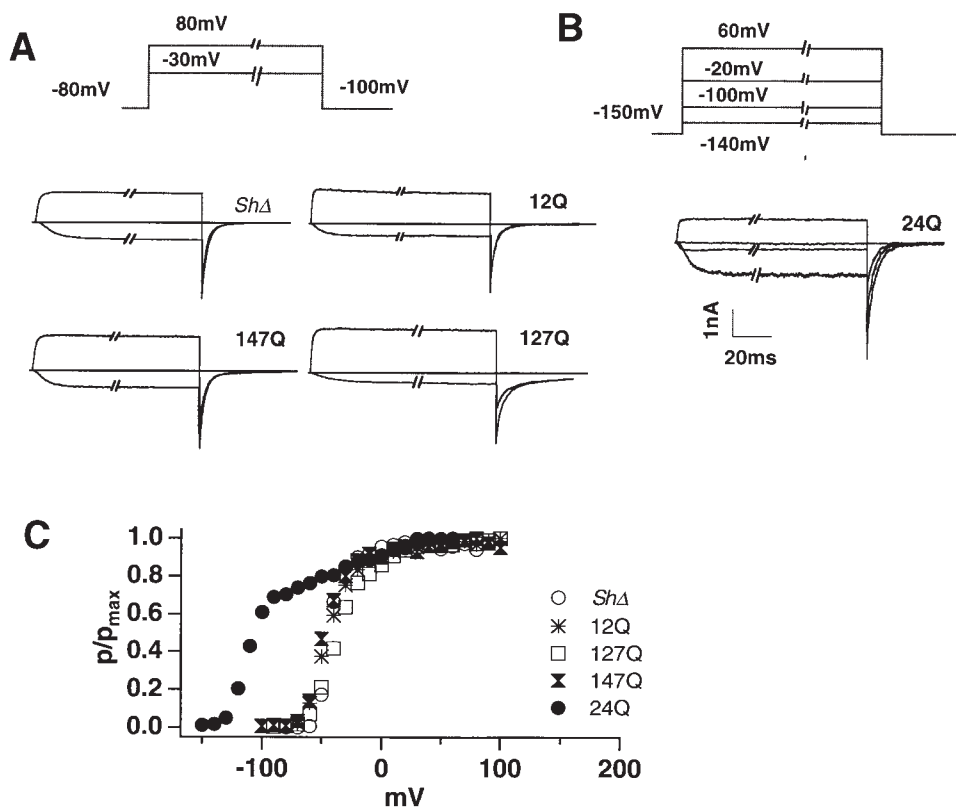 A
80mV
-30mV
-80mV
-100mV
ShΔ
12Q
147Q
127Q
B
60mV
-20mV
-100mV
-150mV
-140mV
24Q
1nA
20ms
C
1.0
0.8
0.6
0.4
0.2
0.0
p/pmax
-100
0
100
200
mV
ShΔ
12Q
127Q
147Q
24Q